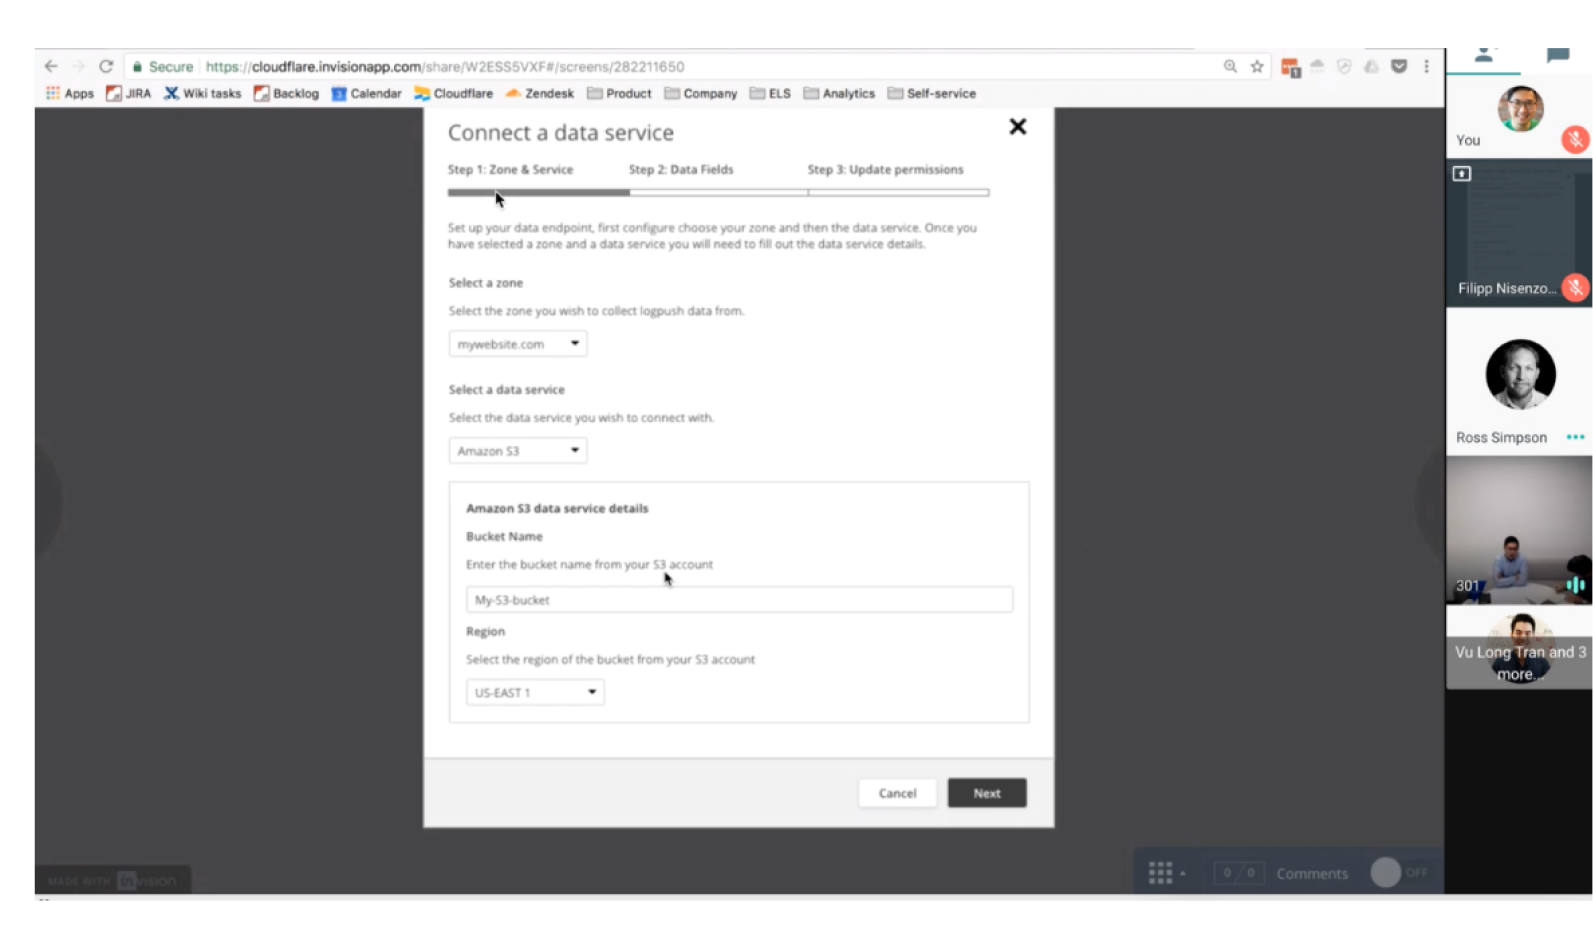 Secure https://cloudflare.invisionapp.com/share/W2ESS5VXF#/screens/282211650
Apps JIRA Wiki tasks Backlog Calendar Cloudflare Zendesk Product Company ELS Analytics Self-service
Connect a data service
Step 1: Zone & Service Step 2: Data Fields Step 3: Update permissions
Set up your data endpoint, first configure choose your zone and then the data service. Once you
have selected a zone and a data service you will need to fill out the data service details.
Select a zone
Select the zone you wish to collect logpush data from.
mywebsite.com
Select a data service
Select the data service you wish to connect with.
Amazon S3
Amazon S3 data service details
Bucket Name
Enter the bucket name from your S3 account
My-S3-bucket
Region
Select the region of the bucket from your S3 account
US-EAST 1
Cancel Next
MADE WITH invision
0/0 Comments OFF
You
Filipp Nisenzo...
Ross Simpson
301
Vu Long Tran and 3
more...